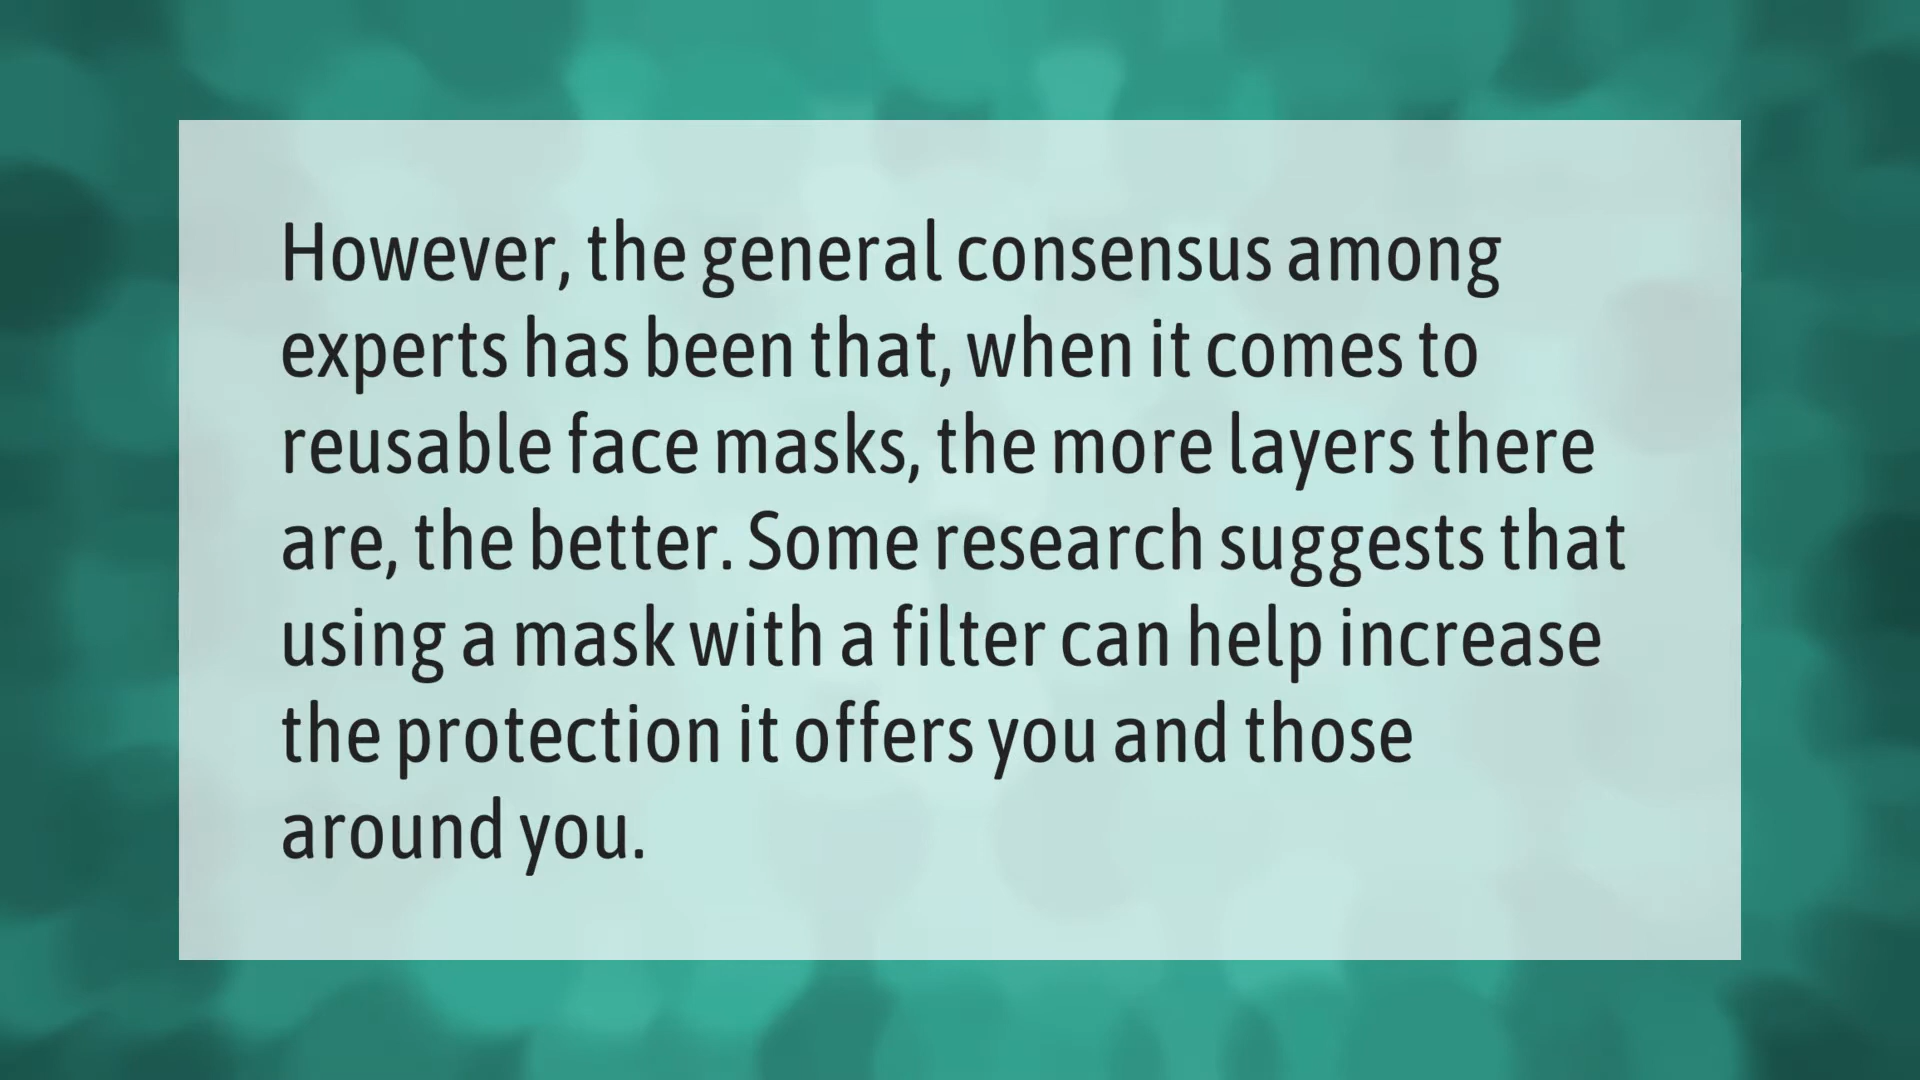 However, the general consensus among
experts has been that, when it comes to
reusable face masks, the more layers there
are, the better. Some research suggests that
using a mask with a filter can help increase
the protection it offers you and those
around you.